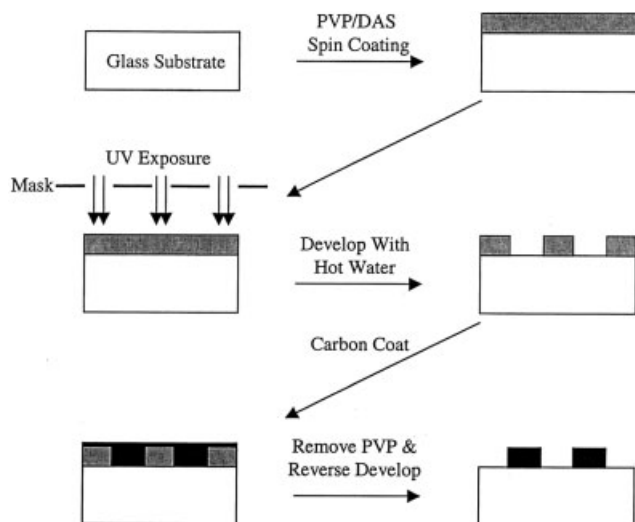 PVP/DAS
Spin Coating
Glass Substrate
UV Exposure
Mask
Develop With
Hot Water
Carbon Coat
Remove PVP &
Reverse Develop